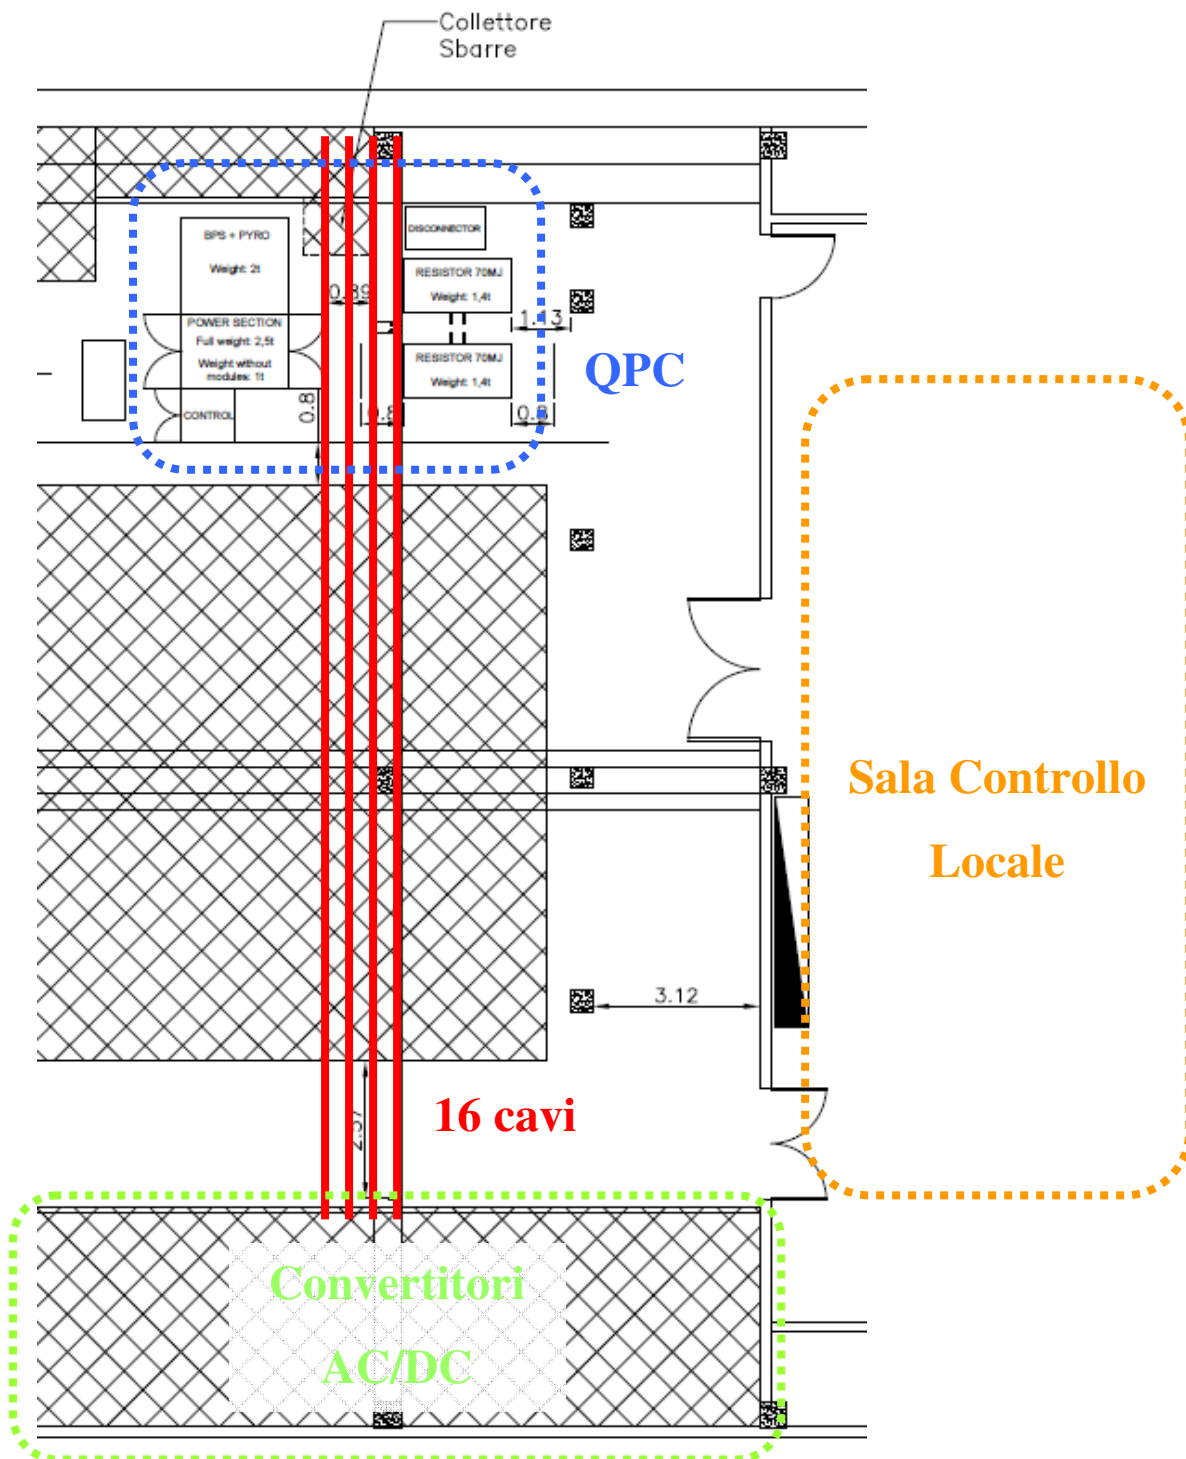 Collettore
Sbarre
BPS + PYRO
Weight: 2t
DISCONNECTOR
RESISTOR 70MJ
Weight: 1,4t
0.89
1.13
POWER SECTION
Full weight: 2,5t
Weight without
modules: 1t
RESISTOR 70MJ
Weight: 1,4t
QPC
CONTROL
0.8
0.8
0.8
Sala Controllo
Locale
3.12
16 cavi
2.57
Convertitori
AC/DC